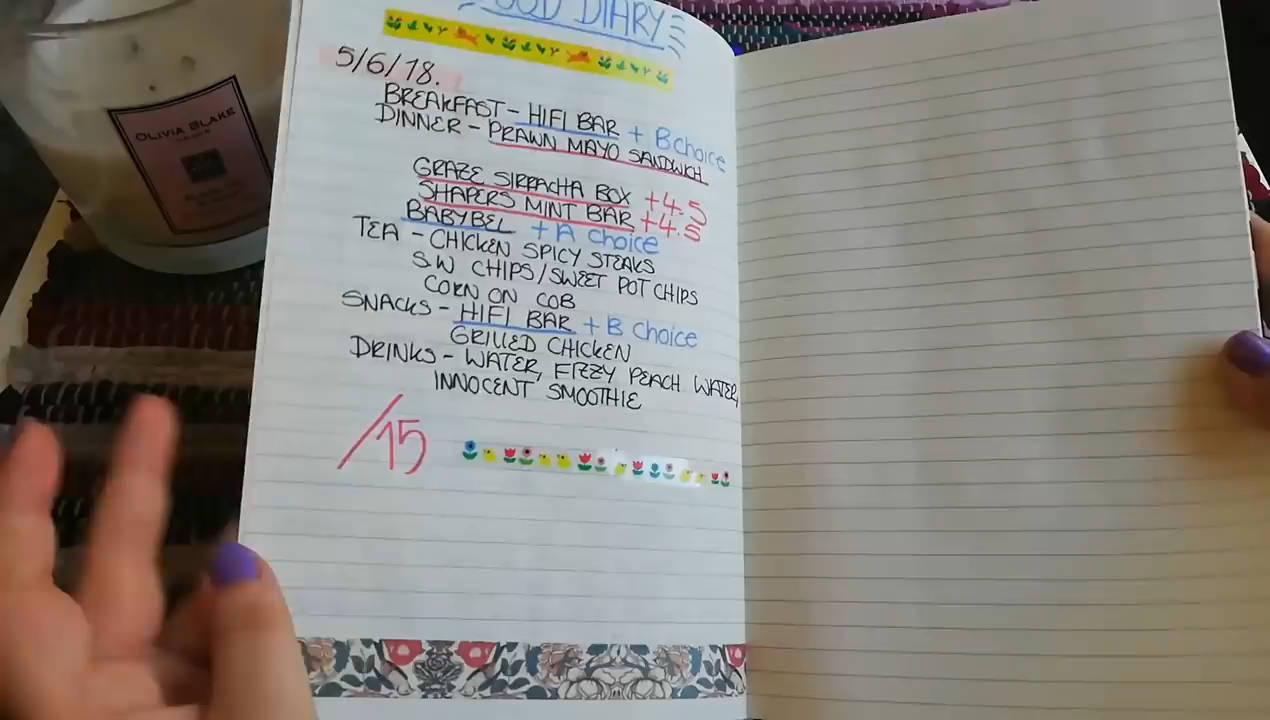 OOD DIARY
5/6/18.
BREAKFAST - HIFI BAR + B choice
DINNER - PRAWN MAYO SANDWICH
GRAZE SIRRACHA BOX +4.5
SHAPERS MINT BAR +4.5
BABYBEL + A choice
TEA - CHICKEN SPICY STEAKS
S.W CHIPS/SWEET POT CHIPS
CORN ON COB
SNACKS - HIFI BAR + B choice
GRILLED CHICKEN
DRINKS - WATER, FIZZY PEACH WATER,
INNOCENT SMOOTHIE
/15
OLIVIA BLAKE